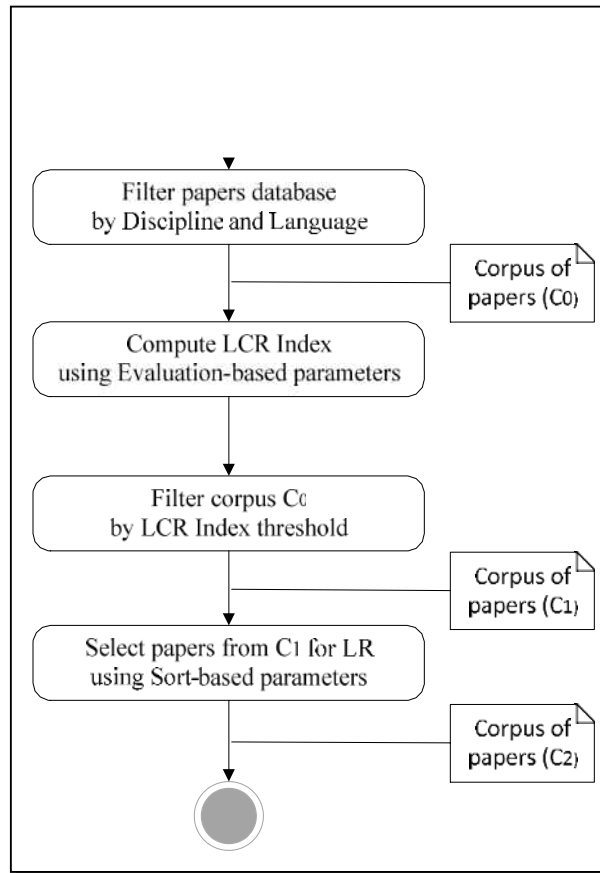 Filter papers database
by Discipline and Language
Corpus of
papers (C0)
Compute LCR Index
using Evaluation-based parameters
Filter corpus C0
by LCR Index threshold
Corpus of
papers (C1)
Select papers from C1 for LR
using Sort-based parameters
Corpus of
papers (C2)